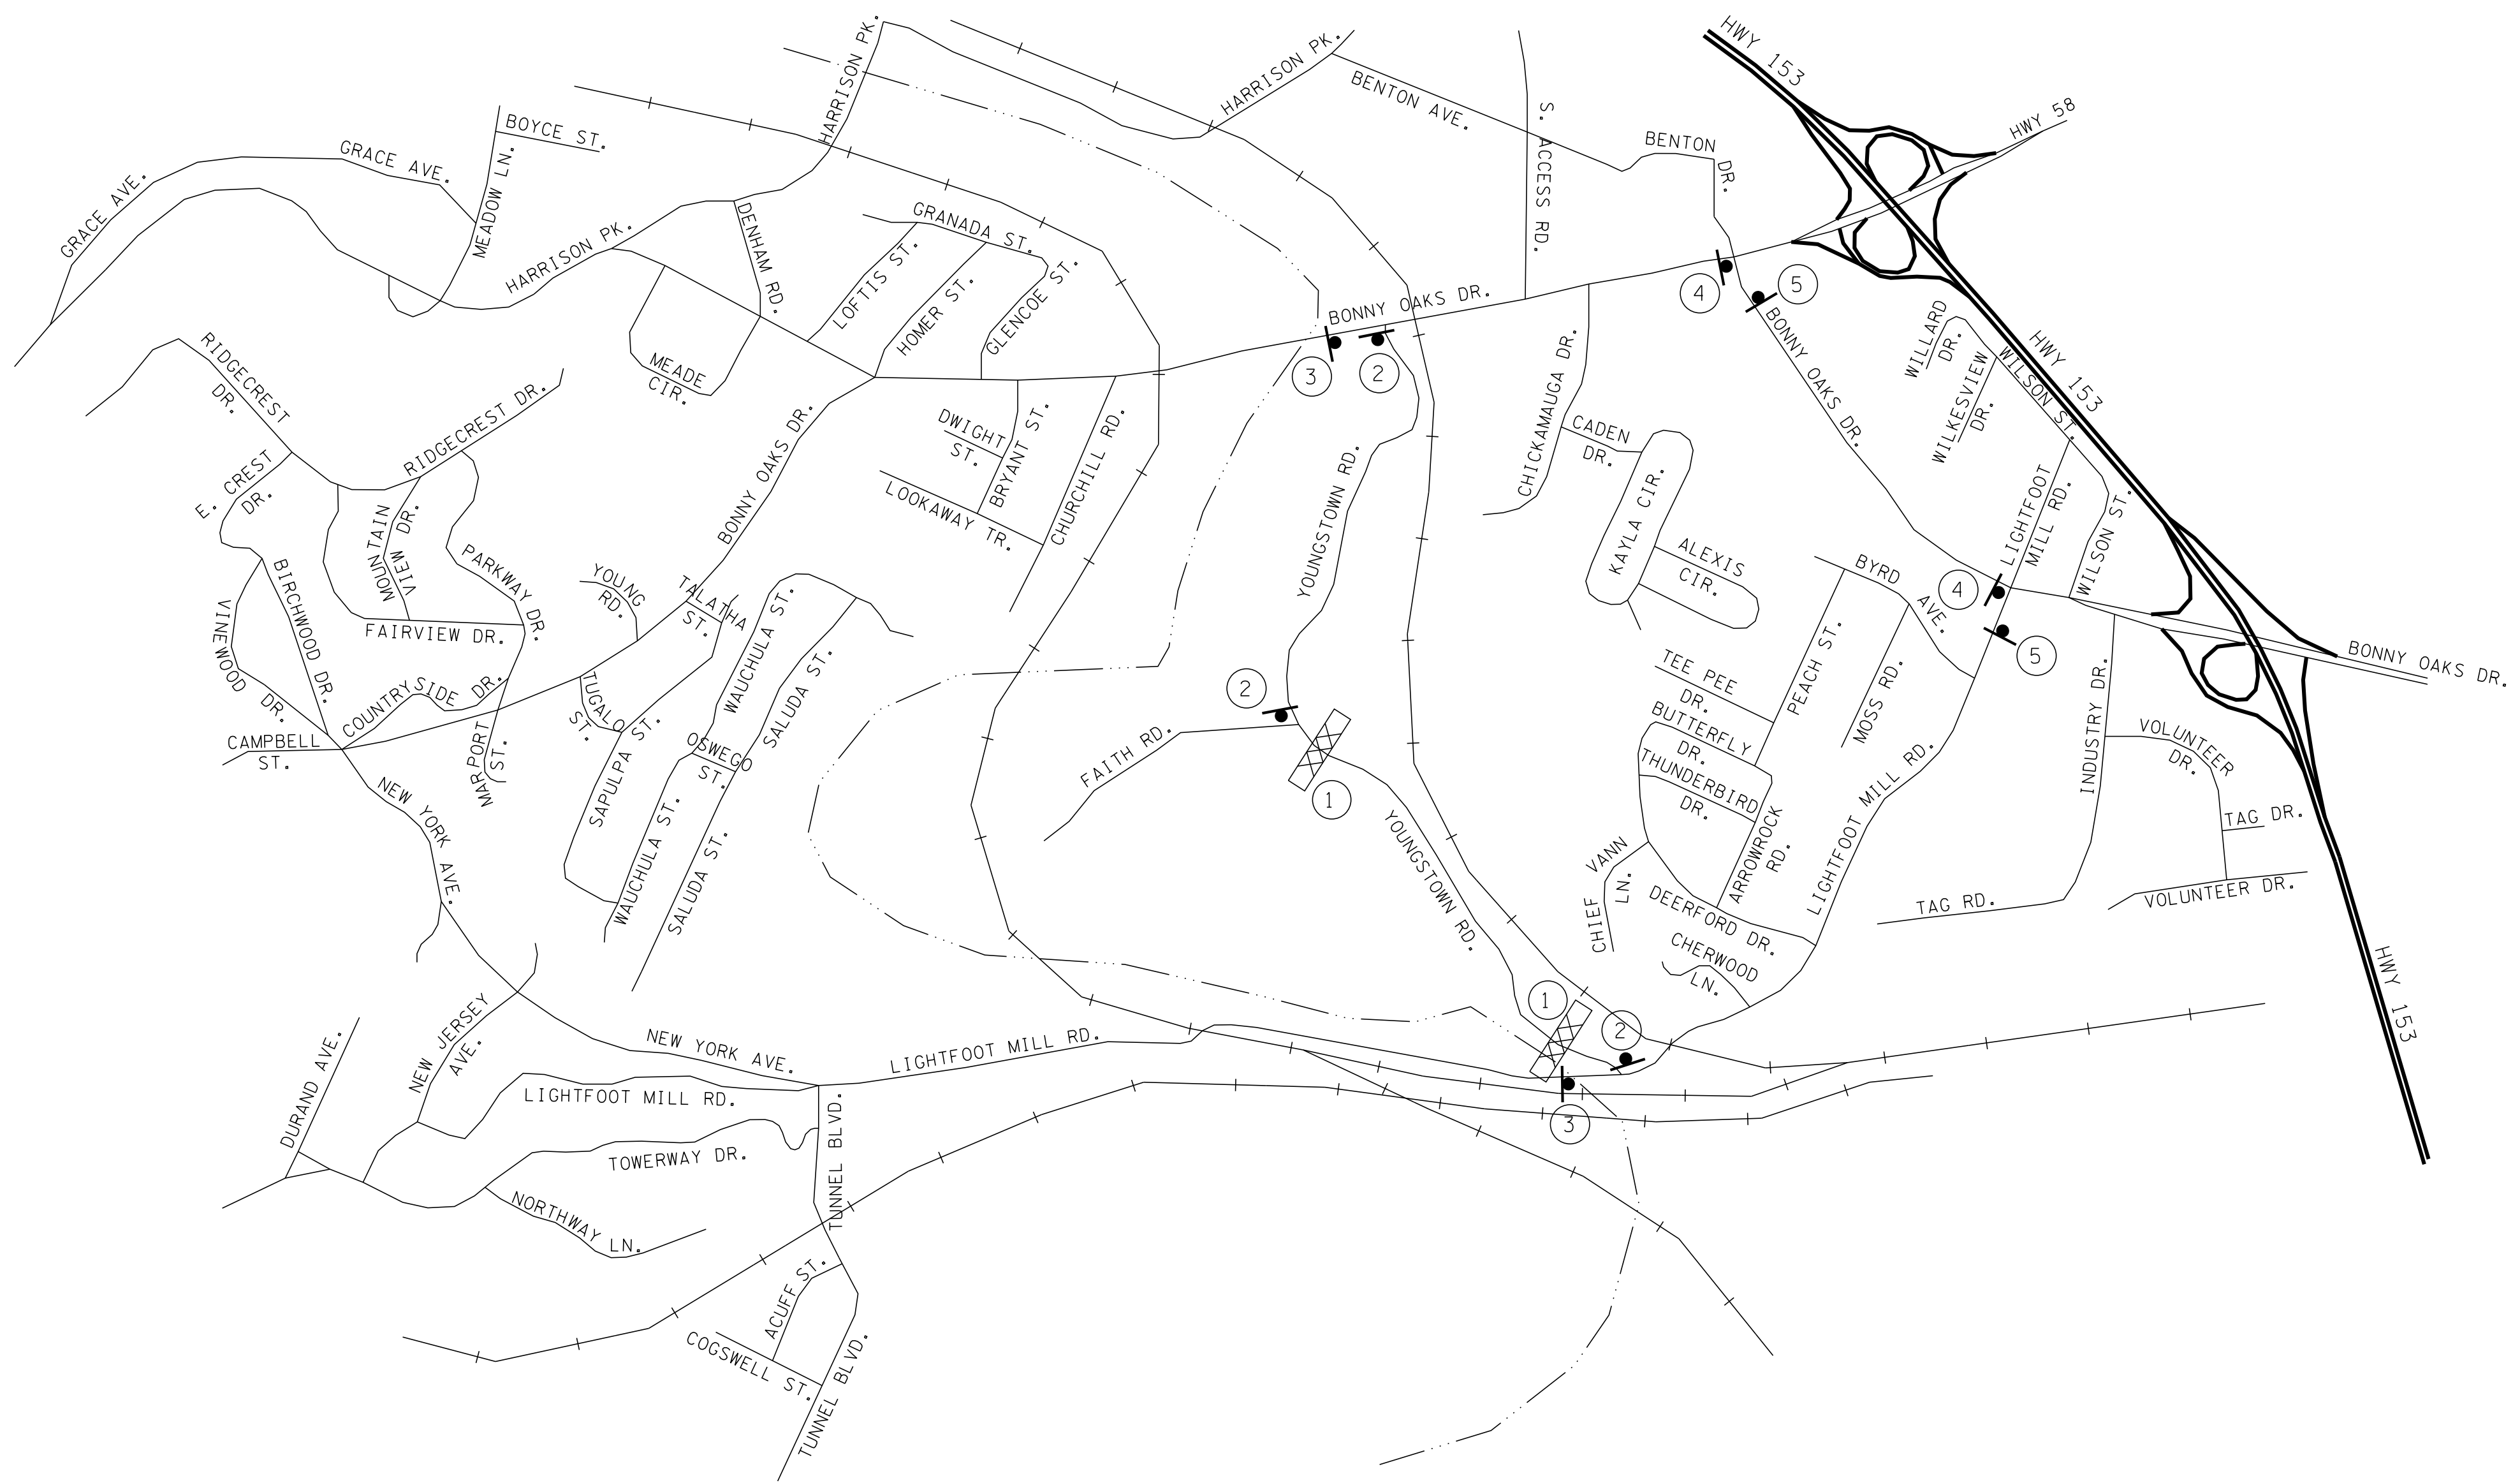 HARRISON PK.
HARRISON PK.
HWY 153
BENTON AVE.
S. ACCESS RD.
BENTON
DR.
HWY 58
BOYCE ST.
GRACE AVE.
GRACE AVE.
MEADOW LN.
HARRISON PK.
DENHAM RD.
GRANADA ST.
LOFTIS ST.
HOMER ST.
GLENCOE ST.
BONNY OAKS DR.
4
5
3
2
BONNY OAKS DR.
WILLARD
DR.
WILKESVIEW
DR.
WILSON ST.
HWY 153
RIDGECREST
DR.
MEADE
CIR.
RIDGECREST DR.
E. CREST
DR.
BONNY OAKS DR.
DWIGHT
ST.
BRYANT ST.
LOOKAWAY TR.
CHURCHILL RD.
YOUNGSTOWN RD.
CHICKAMAUGA DR.
CADEN
DR.
KAYLA CIR.
ALEXIS
CIR.
LIGHTFOOT
MILL RD.
WILSON ST.
BYRD
AVE.
4
5
BONNY OAKS DR.
MOUNTAIN
VIEW DR.
PARKWAY DR.
FAIRVIEW DR.
BIRCHWOOD DR.
VINEWOOD DR.
COUNTRYSIDE DR.
CAMPBELL
ST.
MARPORT
ST.
YOUNG
RD.
TALATHA
ST.
TUGALO
ST.
SAPULPA ST.
WAUCHULA ST.
SALUDA ST.
OSWEGO
ST.
WAUCHULA ST.
SALUDA ST.
2
FAITH RD.
1
YOUNGSTOWN RD.
TEE PEE
DR.
BUTTERFLY
DR.
THUNDERBIRD
DR.
PEACH ST.
MOSS RD.
ARROWROCK
RD.
LIGHTFOOT MILL RD.
INDUSTRY DR.
VOLUNTEER
DR.
TAG DR.
VOLUNTEER DR.
TAG RD.
CHIEF VANN
LN.
DEERFORD DR.
CHERWOOD
LN.
HWY 153
NEW YORK AVE.
NEW JERSEY
AVE.
DURAND AVE.
NEW YORK AVE.
LIGHTFOOT MILL RD.
1
2
3
LIGHTFOOT MILL RD.
TOWERWAY DR.
TUNNEL BLVD.
NORTHWAY LN.
ACUFF ST.
COGSWELL ST.
TUNNEL BLVD.